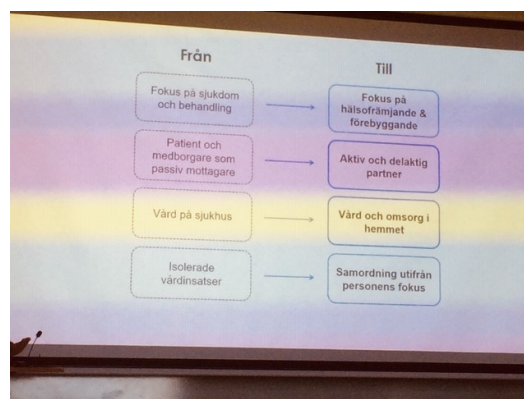 Från
Till
Fokus på sjukdom
och behandling
Fokus på
hälsofrämjande &
förebyggande
Patient och
medborgare som
passiv mottagare
Aktiv och delaktig
partner
Vård på sjukhus
Vård och omsorg i
hemmet
Isolerade
vårdinsatser
Samordning utifrån
personens fokus